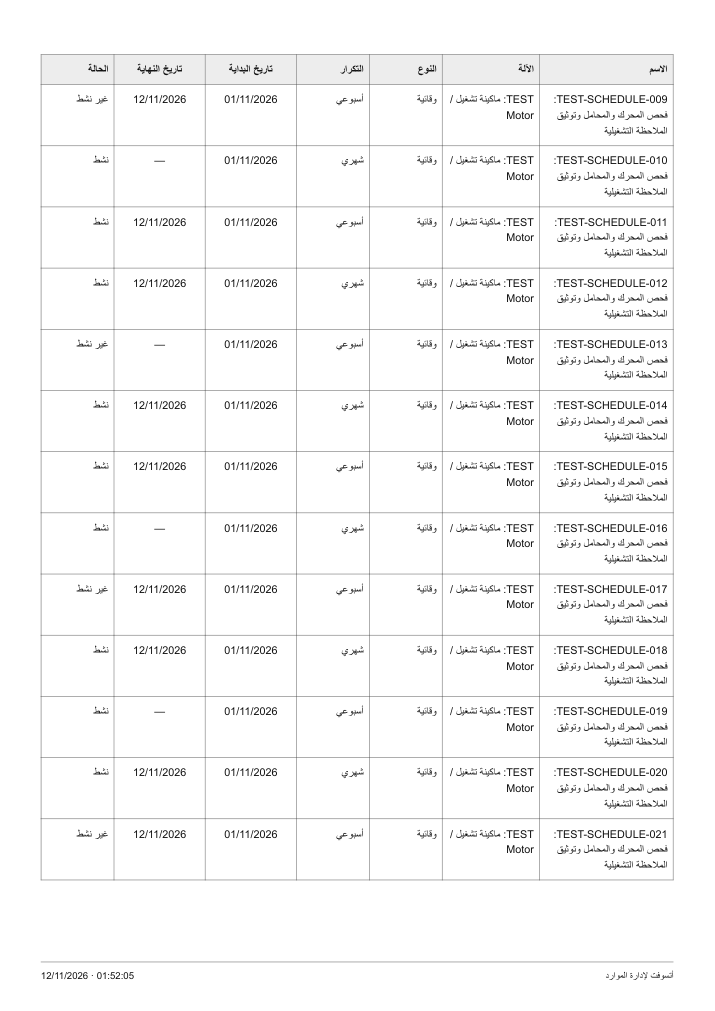 الاسم الآلة النوع التكرار تاريخ البداية تاريخ النهاية الحالة
TEST-SCHEDULE-009: TEST: ماكينة تشغيل / وقائية أسبوعي 01/11/2026 12/11/2026 غير نشط
فحص المحرك والمحامل وتوثيق Motor
الملاحظة التشغيلية
TEST-SCHEDULE-010: TEST: ماكينة تشغيل / وقائية شهري 01/11/2026 — نشط
فحص المحرك والمحامل وتوثيق Motor
الملاحظة التشغيلية
TEST-SCHEDULE-011: TEST: ماكينة تشغيل / وقائية أسبوعي 01/11/2026 12/11/2026 نشط
فحص المحرك والمحامل وتوثيق Motor
الملاحظة التشغيلية
TEST-SCHEDULE-012: TEST: ماكينة تشغيل / وقائية شهري 01/11/2026 12/11/2026 نشط
فحص المحرك والمحامل وتوثيق Motor
الملاحظة التشغيلية
TEST-SCHEDULE-013: TEST: ماكينة تشغيل / وقائية أسبوعي 01/11/2026 — غير نشط
فحص المحرك والمحامل وتوثيق Motor
الملاحظة التشغيلية
TEST-SCHEDULE-014: TEST: ماكينة تشغيل / وقائية شهري 01/11/2026 12/11/2026 نشط
فحص المحرك والمحامل وتوثيق Motor
الملاحظة التشغيلية
TEST-SCHEDULE-015: TEST: ماكينة تشغيل / وقائية أسبوعي 01/11/2026 12/11/2026 نشط
فحص المحرك والمحامل وتوثيق Motor
الملاحظة التشغيلية
TEST-SCHEDULE-016: TEST: ماكينة تشغيل / وقائية شهري 01/11/2026 — نشط
فحص المحرك والمحامل وتوثيق Motor
الملاحظة التشغيلية
TEST-SCHEDULE-017: TEST: ماكينة تشغيل / وقائية أسبوعي 01/11/2026 12/11/2026 غير نشط
فحص المحرك والمحامل وتوثيق Motor
الملاحظة التشغيلية
TEST-SCHEDULE-018: TEST: ماكينة تشغيل / وقائية شهري 01/11/2026 12/11/2026 نشط
فحص المحرك والمحامل وتوثيق Motor
الملاحظة التشغيلية
TEST-SCHEDULE-019: TEST: ماكينة تشغيل / وقائية أسبوعي 01/11/2026 — نشط
فحص المحرك والمحامل وتوثيق Motor
الملاحظة التشغيلية
TEST-SCHEDULE-020: TEST: ماكينة تشغيل / وقائية شهري 01/11/2026 12/11/2026 نشط
فحص المحرك والمحامل وتوثيق Motor
الملاحظة التشغيلية
TEST-SCHEDULE-021: TEST: ماكينة تشغيل / وقائية أسبوعي 01/11/2026 12/11/2026 غير نشط
فحص المحرك والمحامل وتوثيق Motor
الملاحظة التشغيلية
أتسوفت لإدارة الموارد 12/11/2026 · 01:52:05